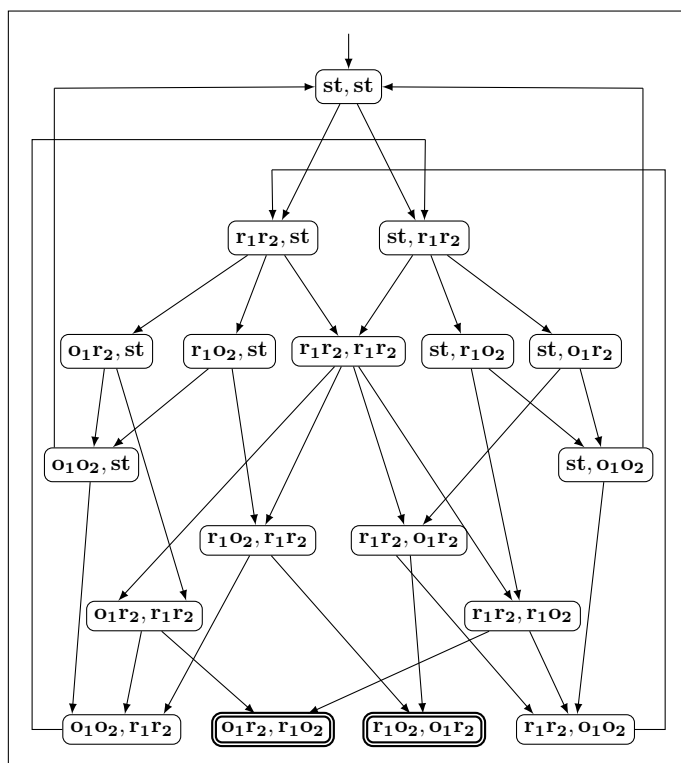 st, st
r₁r₂, st
st, r₁r₂
o₁r₂, st
r₁o₂, st
r₁r₂, r₁r₂
st, r₁o₂
st, o₁r₂
o₁o₂, st
st, o₁o₂
r₁o₂, r₁r₂
r₁r₂, o₁r₂
o₁r₂, r₁r₂
r₁r₂, r₁o₂
o₁o₂, r₁r₂
o₁r₂, r₁o₂
r₁o₂, o₁r₂
r₁r₂, o₁o₂